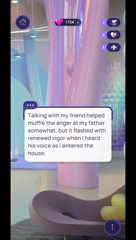 1734
Talking with my friend helped
muffle the anger at my father
somewhat, but it flashed with
renewed vigor when I heard
his voice as I entered the
house.